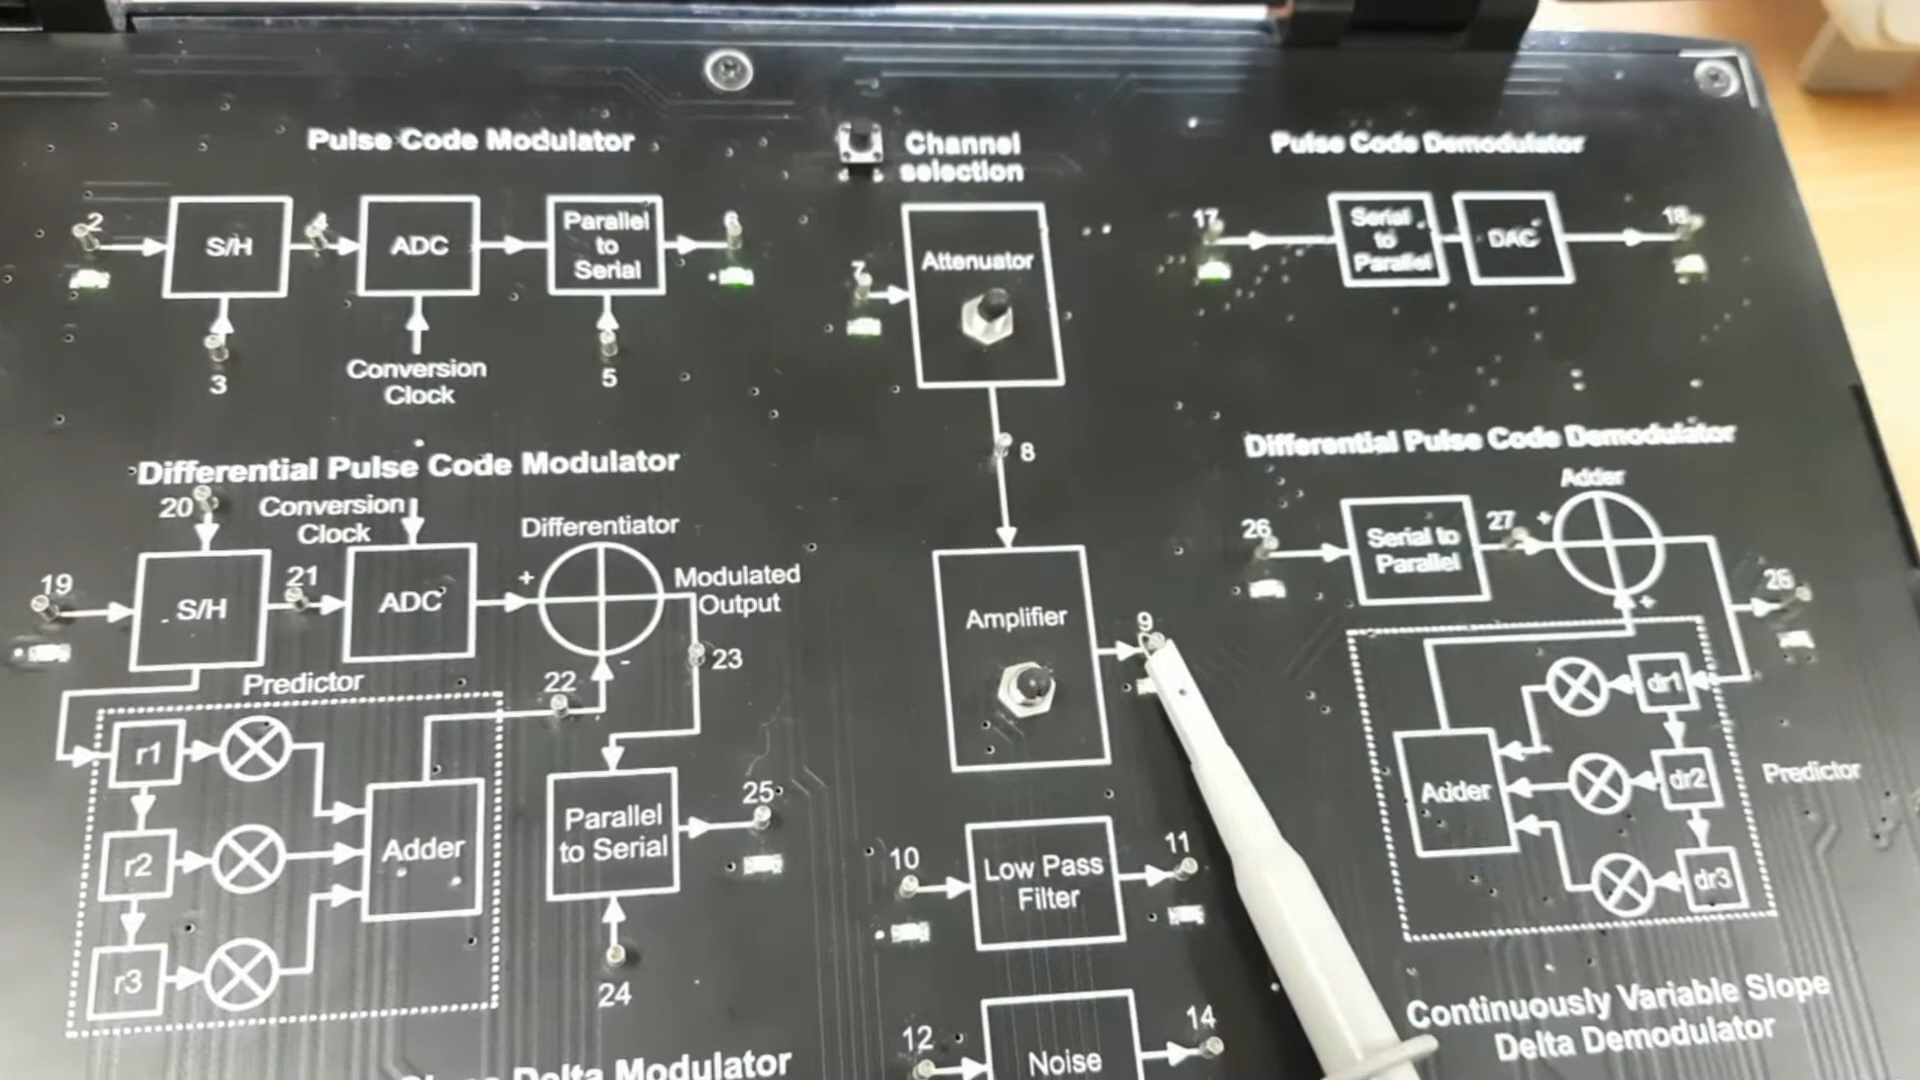 Pulse Code Modulator
2
S/H
4
ADC
Parallel
to
Serial
6
3
Conversion
Clock
5
Channel
selection
7
Attenuator
8
Amplifier
9
10
Low Pass
Filter
11
12
Noise
14
Pulse Code Demodulator
17
Serial
to
Parallel
DAC
18
Differential Pulse Code Modulator
20
Conversion
Clock
Differentiator
19
S/H
21
ADC
+
-
Modulated
Output
22
23
Predictor
r1
r2
r3
Adder
Parallel
to Serial
25
24
Differential Pulse Code Demodulator
Adder
26
Serial to
Parallel
27
+
+
dr1
dr2
dr3
Adder
Predictor
Continuously Variable Slope
Delta Demodulator
Delta Modulator